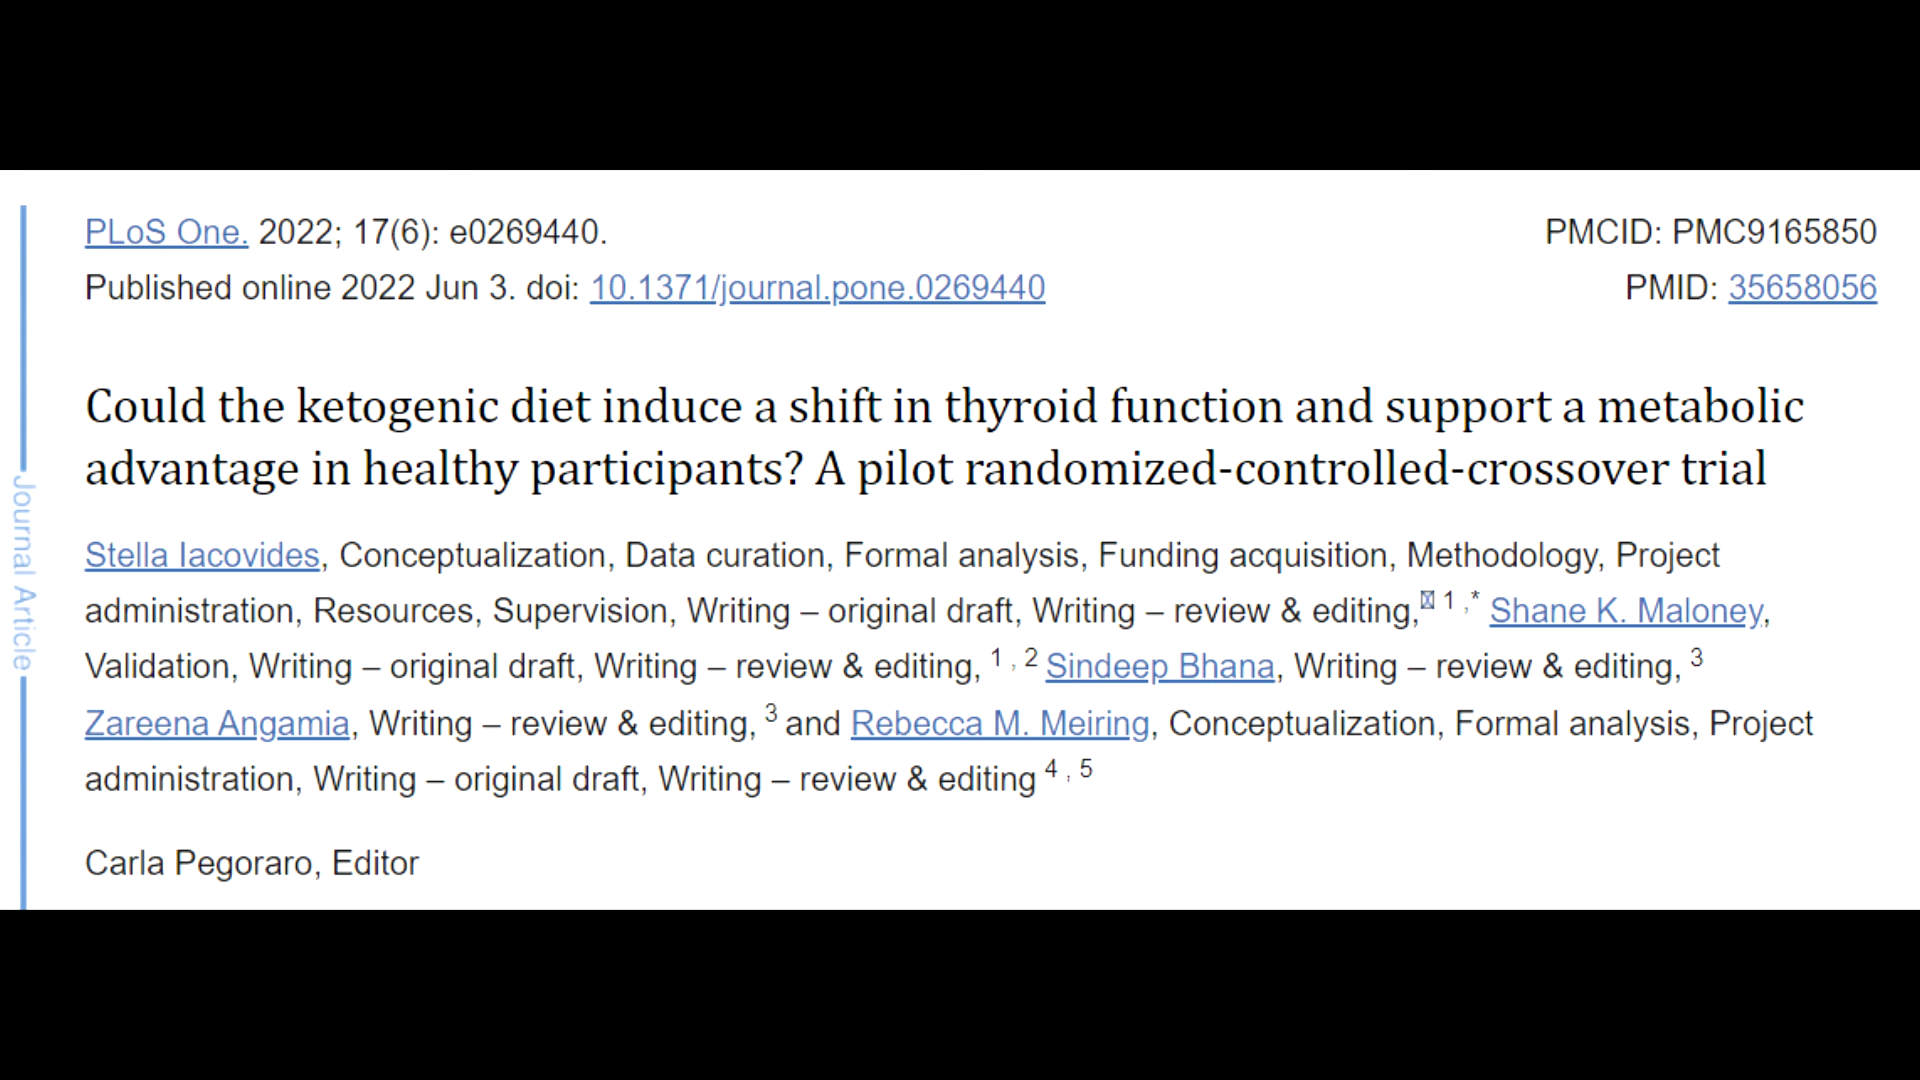 PLoS One. 2022; 17(6): e0269440.
PMCID: PMC9165850
Published online 2022 Jun 3. doi: 10.1371/journal.pone.0269440
PMID: 35658056
Could the ketogenic diet induce a shift in thyroid function and support a metabolic
advantage in healthy participants? A pilot randomized-controlled-crossover trial
Stella Iacovides, Conceptualization, Data curation, Formal analysis, Funding acquisition, Methodology, Project
administration, Resources, Supervision, Writing – original draft, Writing – review & editing, 1 ,* Shane K. Maloney,
Validation, Writing – original draft, Writing – review & editing, 1 , 2 Sindeep Bhana, Writing – review & editing, 3
Zareena Angamia, Writing – review & editing, 3 and Rebecca M. Meiring, Conceptualization, Formal analysis, Project
administration, Writing – original draft, Writing – review & editing 4 , 5
Carla Pegoraro, Editor
Journal Article